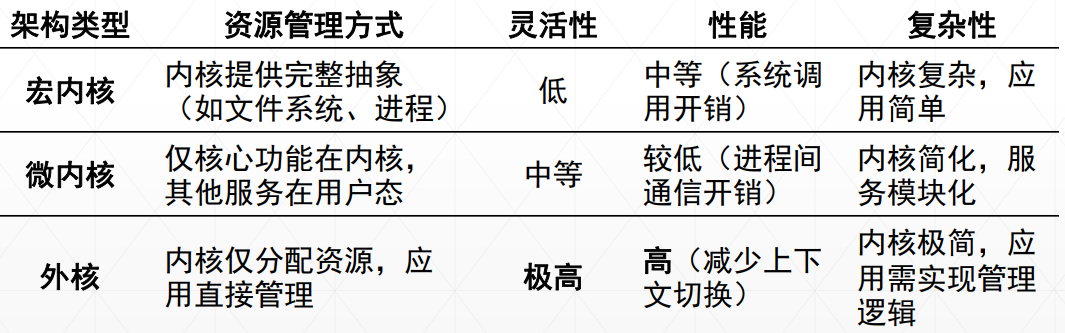 架构类型 资源管理方式 灵活性 性能 复杂性
宏内核 内核提供完整抽象（如文件系统、进程） 低 中等（系统调用开销） 内核复杂，应用简单
微内核 仅核心功能在内核，其他服务在用户态 中等 较低（进程间通信开销） 内核简化，服务模块化
外核 内核仅分配资源，应用直接管理 极高 高（减少上下文切换） 内核极简，应用需实现管理逻辑